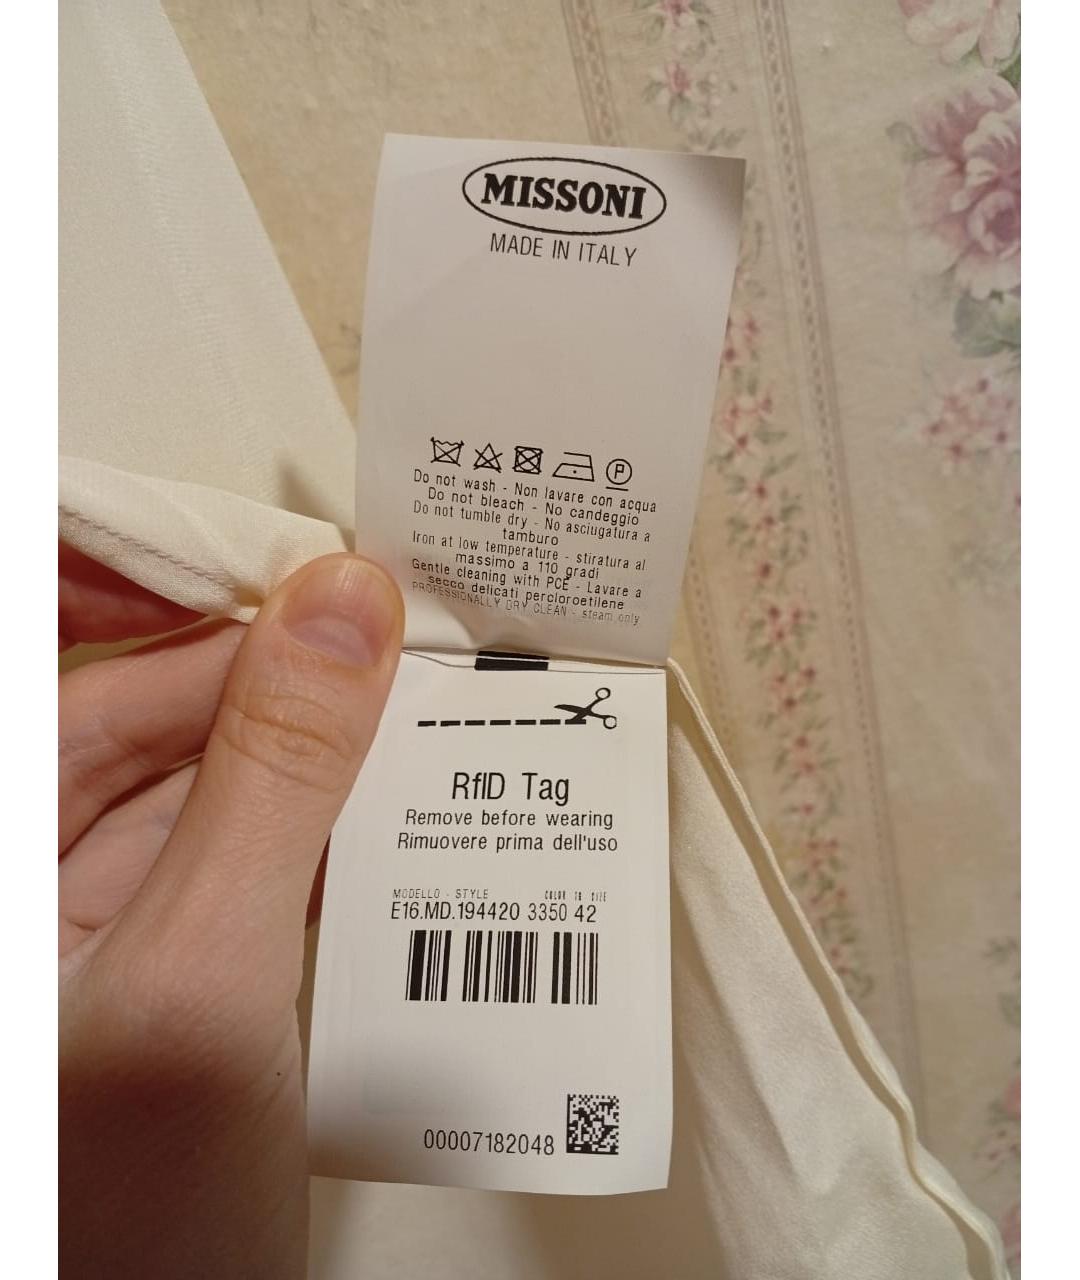 MISSONI
MADE IN ITALY
P
Do not wash - Non lavare con acqua
Do not bleach - No candeggio
Do not tumble dry - No asciugatura a
tamburo
Iron at low temperature - stiratura al
massimo a 110 gradi
Gentle cleaning with PCE - Lavare a
secco delicati percloroetilene
PROFESSIONALLY DRY CLEAN - steam only
RfID Tag
Remove before wearing
Rimuovere prima dell'uso
MODELLO - STYLE COLOR TG SIZE
E16.MD.194420 3350 42
00007182048